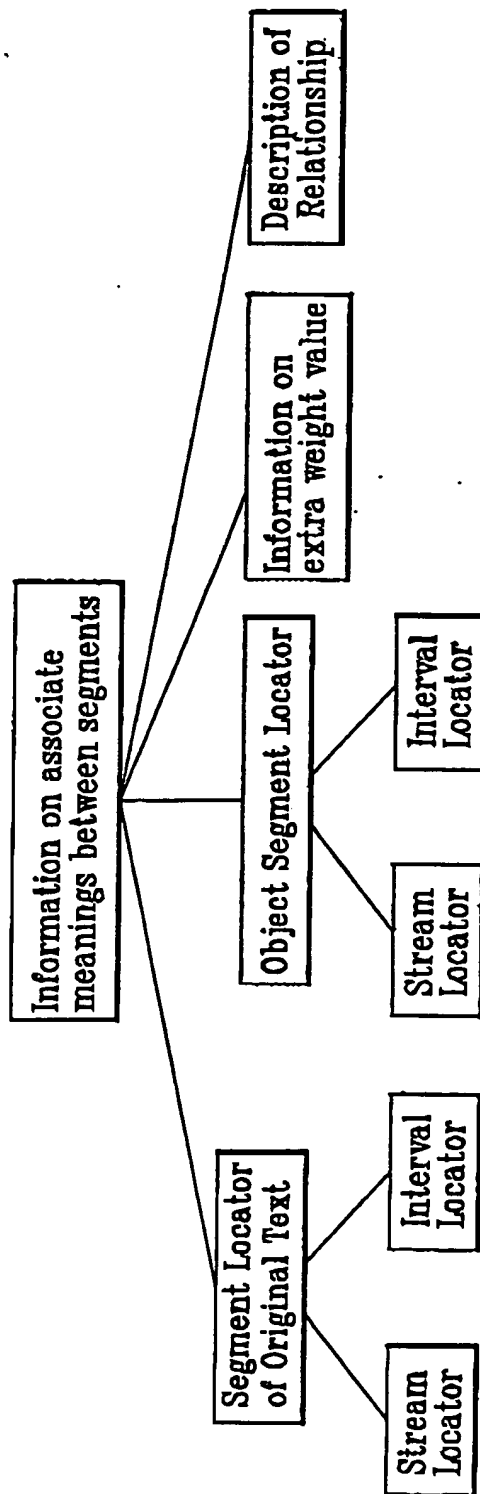 Information on associate
meanings between segments
Segment Locator
of Original Text
Object Segment Locator
Information on
extra weight value
Description of
Relationship
Stream
Locator
Interval
Locator
Stream
Locator
Interval
Locator